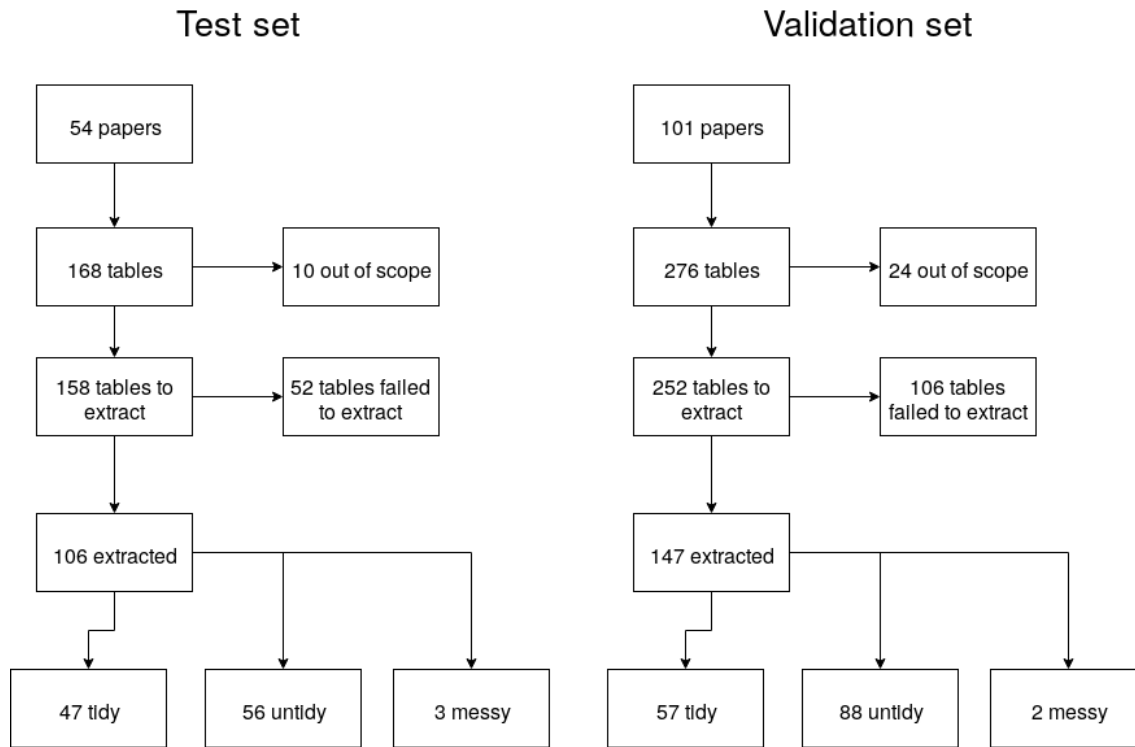 Test set
54 papers
168 tables
10 out of scope
158 tables to
extract
52 tables failed
to extract
106 extracted
47 tidy
56 untidy
3 messy
Validation set
101 papers
276 tables
24 out of scope
252 tables to
extract
106 tables
failed to extract
147 extracted
57 tidy
88 untidy
2 messy